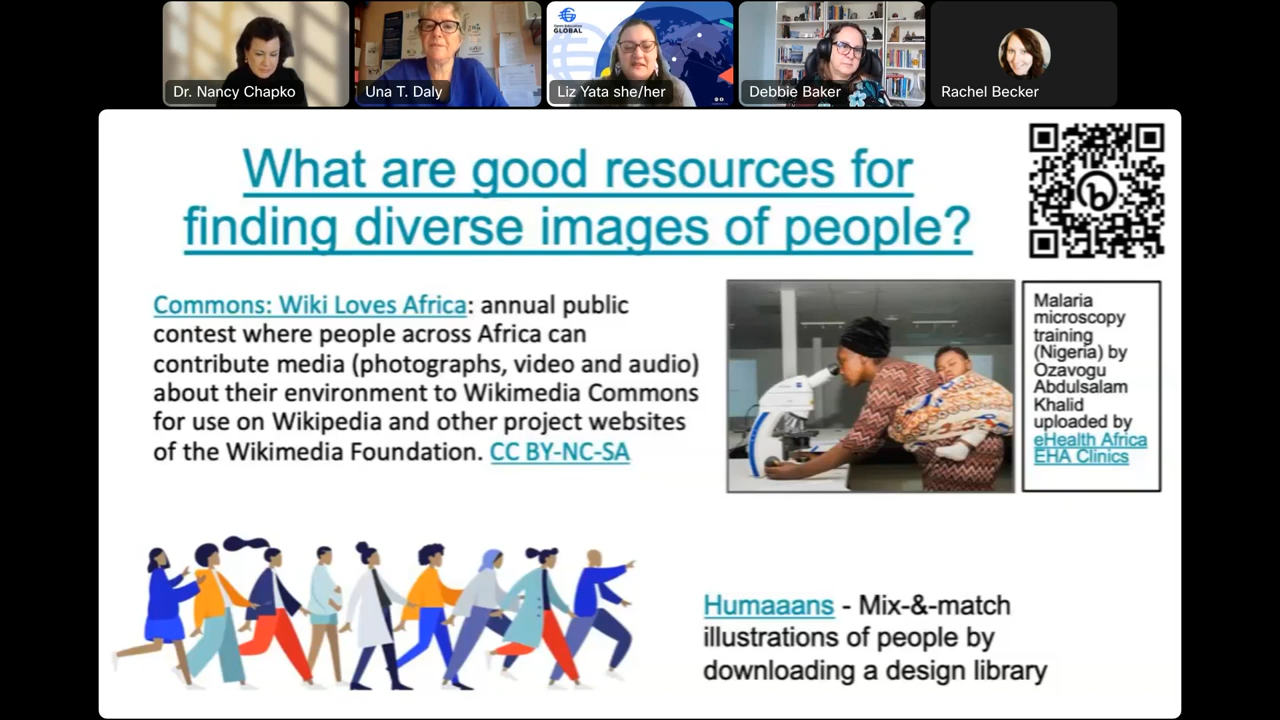 Dr. Nancy Chapko
Una T. Daly
Open Education
GLOBAL
Liz Yata she/her
Debbie Baker
Rachel Becker
What are good resources for
finding diverse images of people?
Commons: Wiki Loves Africa: annual public
contest where people across Africa can
contribute media (photographs, video and audio)
about their environment to Wikimedia Commons
for use on Wikipedia and other project websites
of the Wikimedia Foundation. CC BY-NC-SA
Malaria
microscopy
training
(Nigeria) by
Ozavogu
Abdulsalam
Khalid
uploaded by
eHealth Africa
EHA Clinics
Humaaans - Mix-&-match
illustrations of people by
downloading a design library